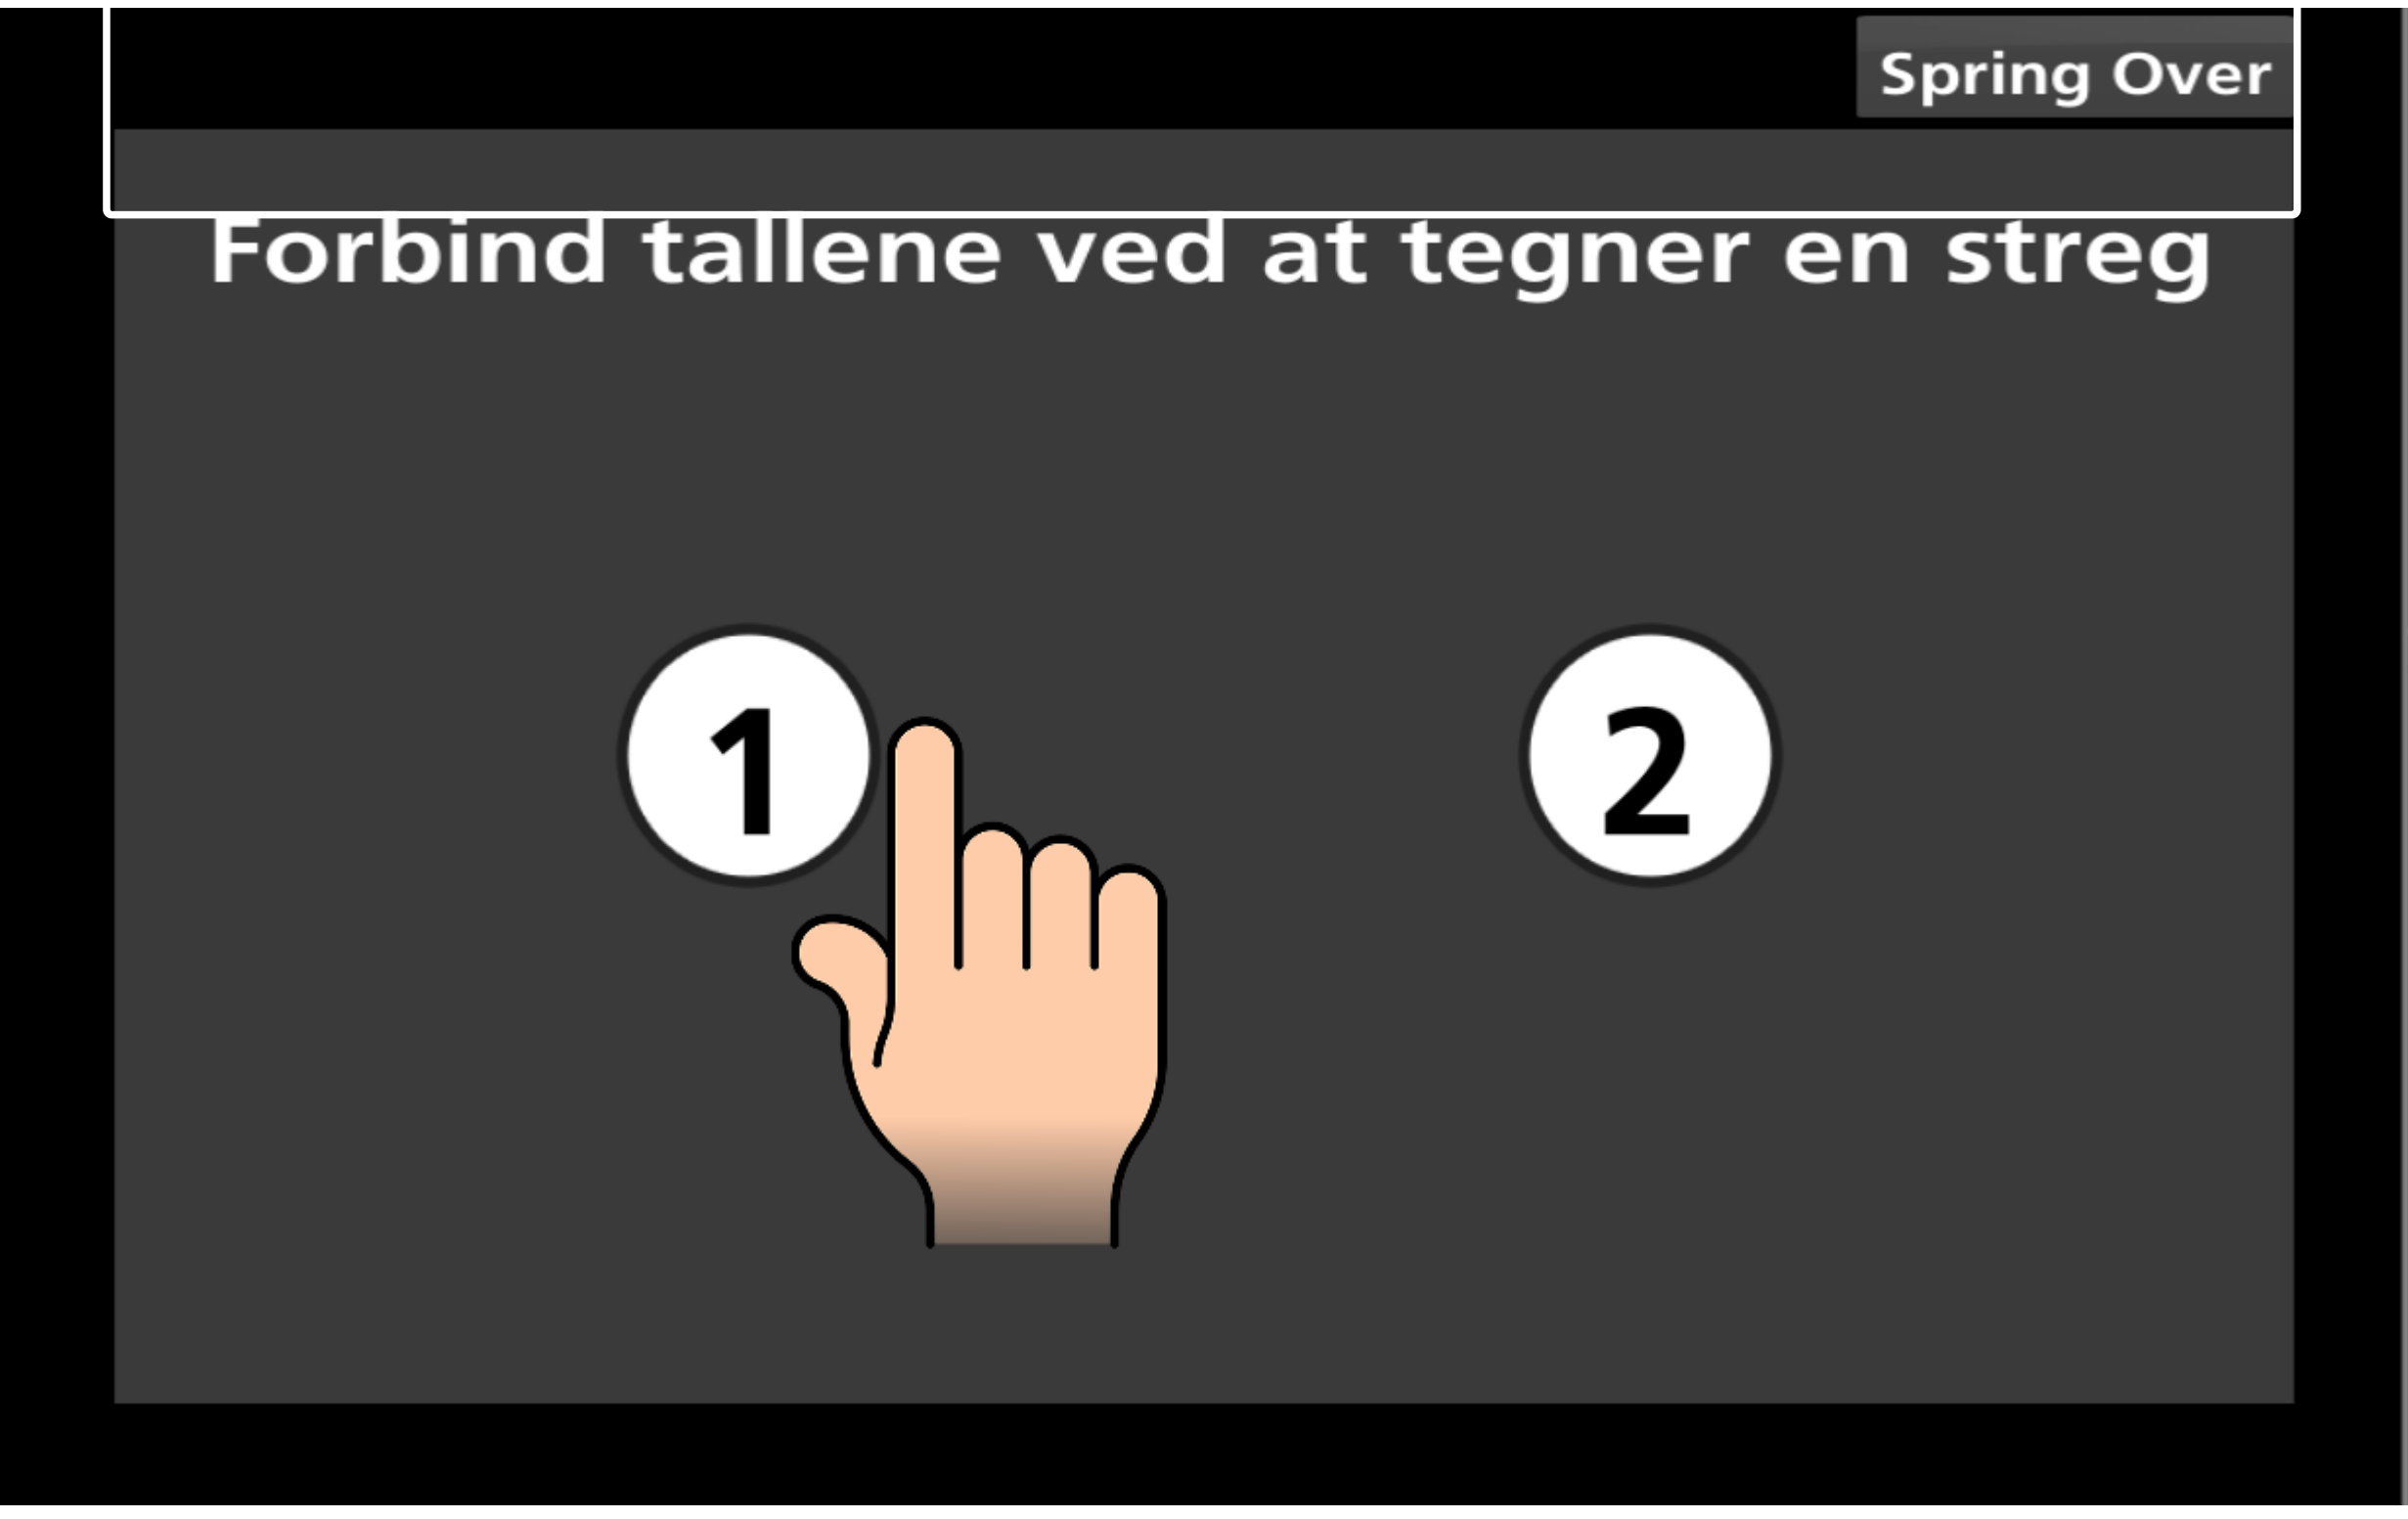 Spring Over
Forbind tallene ved at tegner en streg
1
2